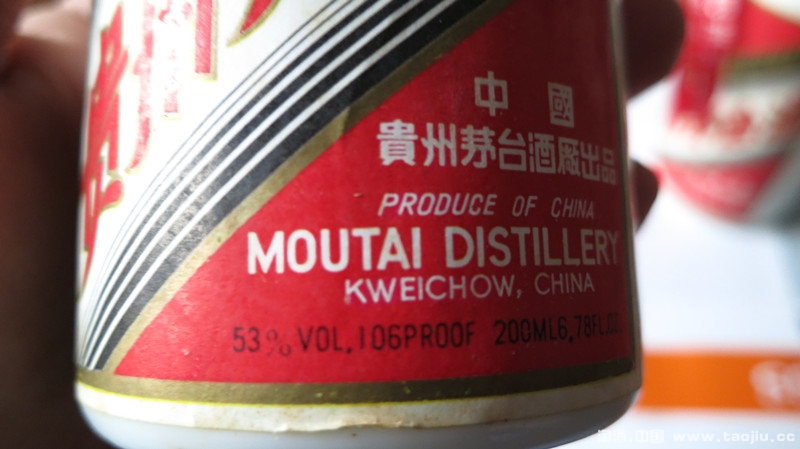 中國
貴州茅台酒厰出品
PRODUCE OF CHINA
MOUTAI DISTILLERY
KWEICHOW, CHINA
53% VOL, 106PROOF 200ML6,78FL.OZ.
www.taojiu.cc